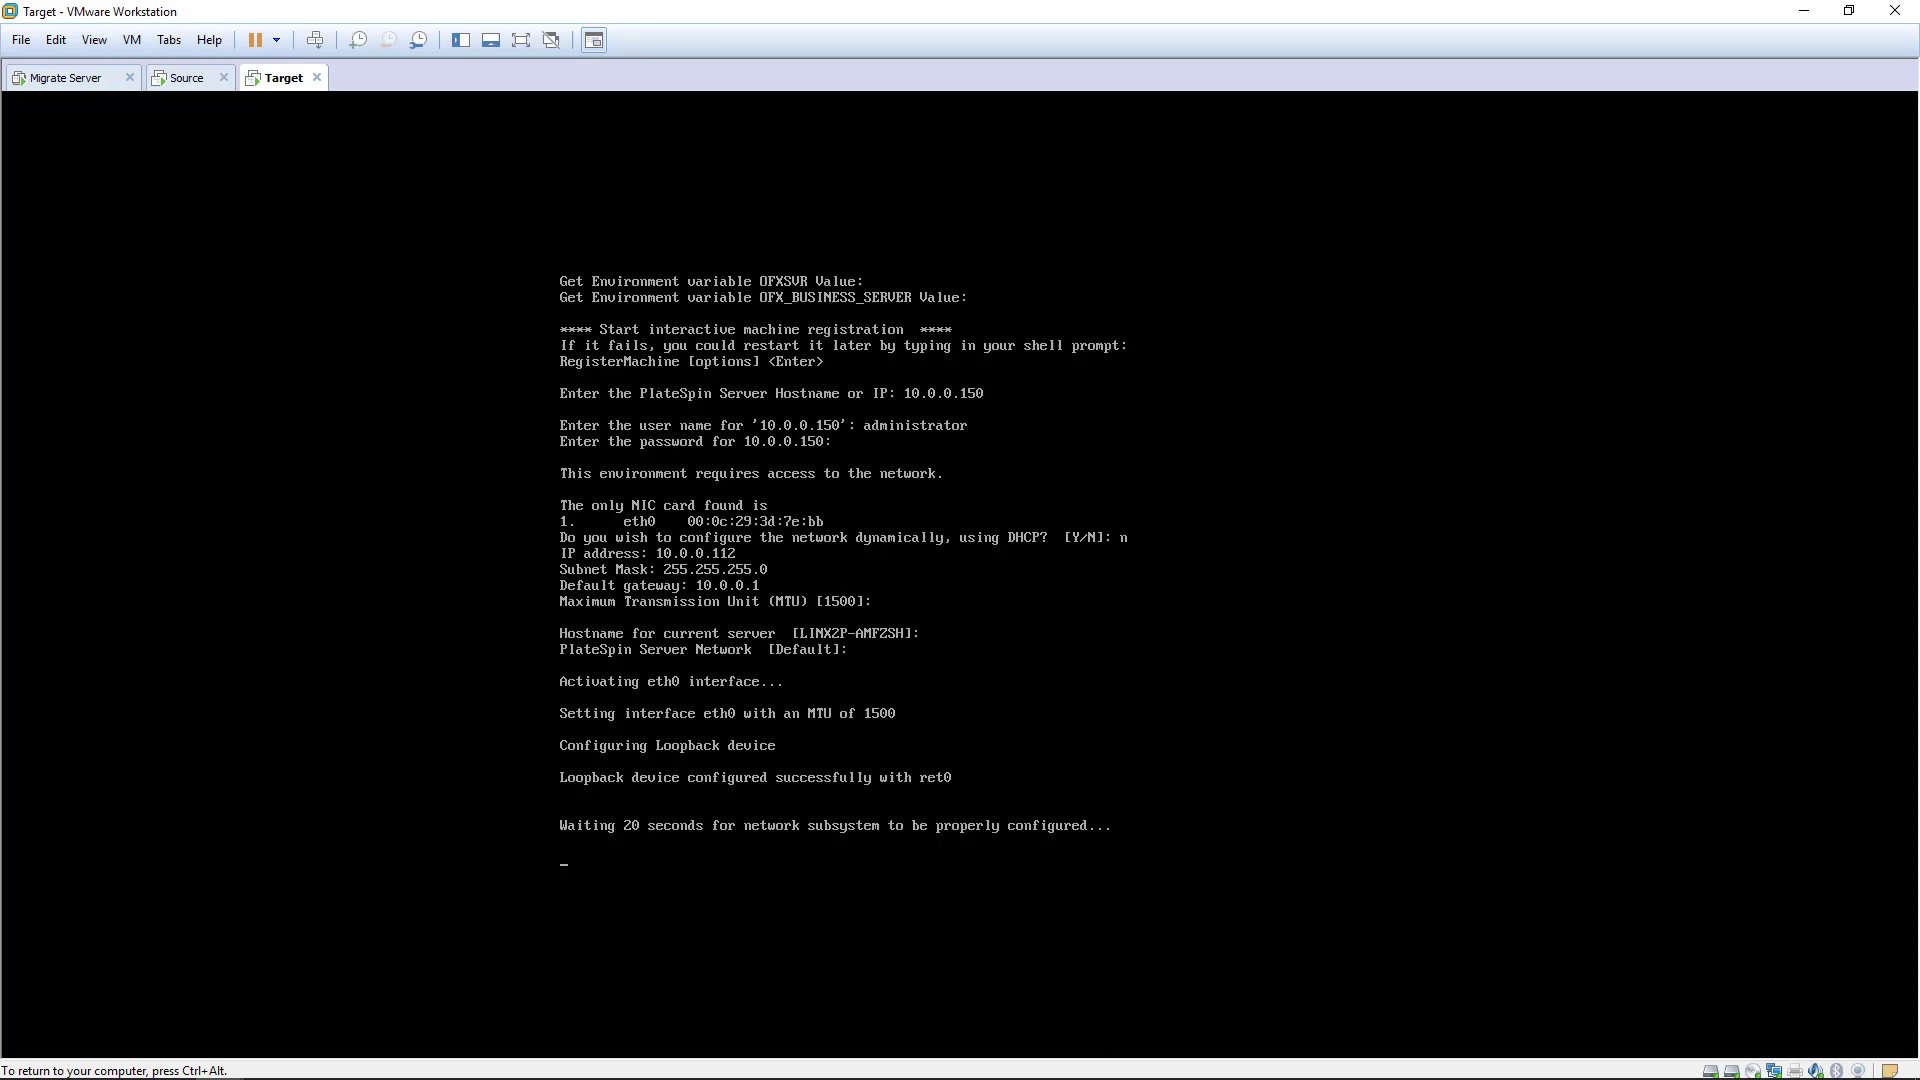 Target - VMware Workstation
File Edit View VM Tabs Help
Migrate Server Source Target
Get Environment variable OFXSVR Value:
Get Environment variable OFX_BUSINESS_SERVER Value:
**** Start interactive machine registration ****
If it fails, you could restart it later by typing in your shell prompt:
RegisterMachine [options] <Enter>
Enter the PlateSpin Server Hostname or IP: 10.0.0.150
Enter the user name for '10.0.0.150': administrator
Enter the password for 10.0.0.150:
This environment requires access to the network.
The only NIC card found is
1. eth0 00:0c:29:3d:7e:bb
Do you wish to configure the network dynamically, using DHCP? [Y/N]: n
IP address: 10.0.0.112
Subnet Mask: 255.255.255.0
Default gateway: 10.0.0.1
Maximum Transmission Unit (MTU) [1500]:
Hostname for current server [LINX2P-AMFZSH]:
PlateSpin Server Network [Default]:
Activating eth0 interface...
Setting interface eth0 with an MTU of 1500
Configuring Loopback device
Loopback device configured successfully with ret0
Waiting 20 seconds for network subsystem to be properly configured...
_
To return to your computer, press Ctrl+Alt.